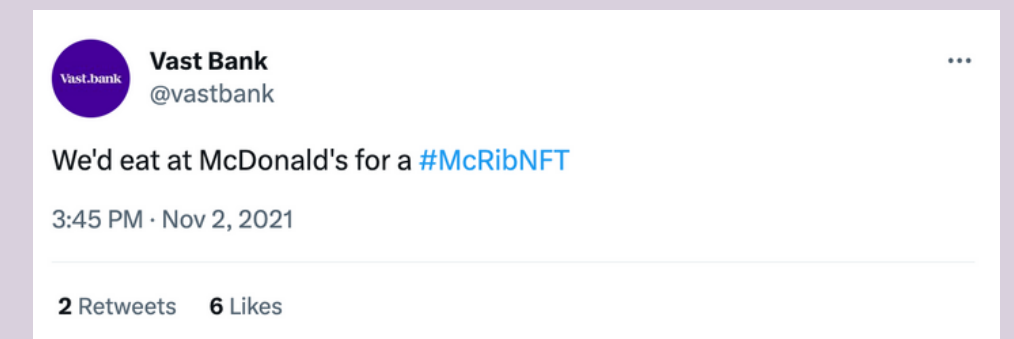 Vast.bank
Vast Bank
@vastbank
We'd eat at McDonald's for a #McRibNFT
3:45 PM · Nov 2, 2021
2 Retweets 6 Likes